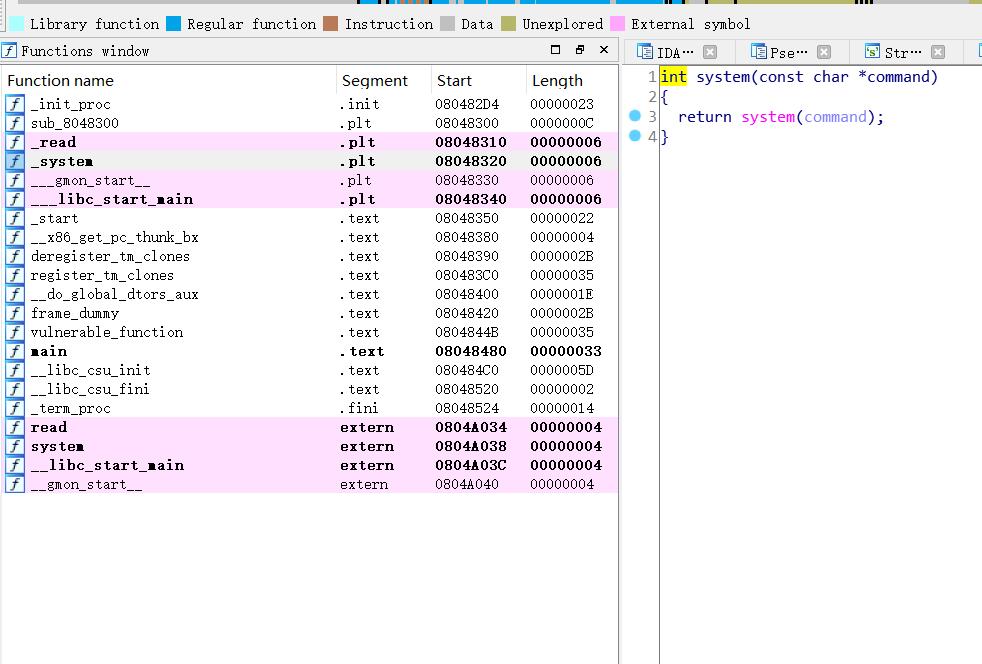 Library function Regular function Instruction Data Unexplored External symbol
Functions window
IDA… Pse… Str…
Function name Segment Start Length
_init_proc .init 080482D4 00000023
sub_8048300 .plt 08048300 0000000C
_read .plt 08048310 00000006
_system .plt 08048320 00000006
___gmon_start__ .plt 08048330 00000006
___libc_start_main .plt 08048340 00000006
_start .text 08048350 00000022
__x86_get_pc_thunk_bx .text 08048380 00000004
deregister_tm_clones .text 08048390 0000002B
register_tm_clones .text 080483C0 00000035
__do_global_dtors_aux .text 08048400 0000001E
frame_dummy .text 08048420 0000002B
vulnerable_function .text 0804844B 00000035
main .text 08048480 00000033
__libc_csu_init .text 080484C0 0000005D
__libc_csu_fini .text 08048520 00000002
_term_proc .fini 08048524 00000014
read extern 0804A034 00000004
system extern 0804A038 00000004
__libc_start_main extern 0804A03C 00000004
__gmon_start__ extern 0804A040 00000004
1 int system(const char *command)
2 {
3 return system(command);
4 }